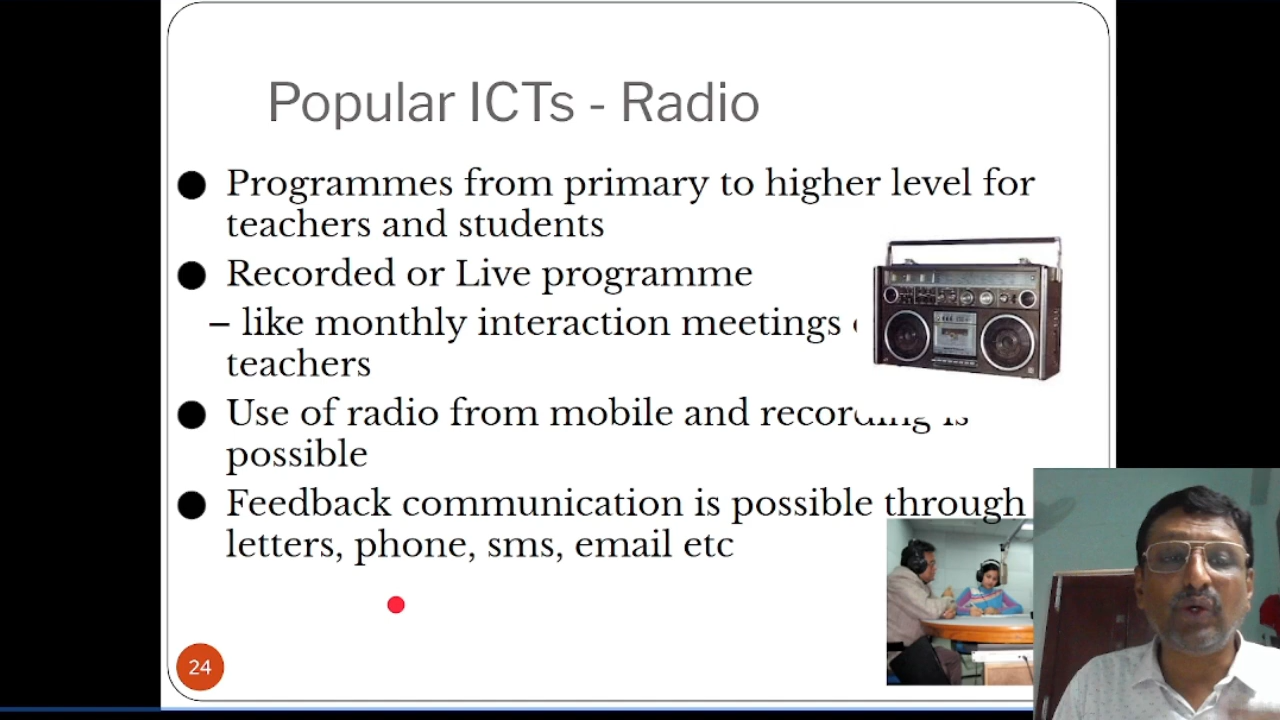 Popular ICTs - Radio
● Programmes from primary to higher level for
teachers and students
● Recorded or Live programme
– like monthly interaction meetings
teachers
● Use of radio from mobile and recording is
possible
● Feedback communication is possible through
letters, phone, sms, email etc
24